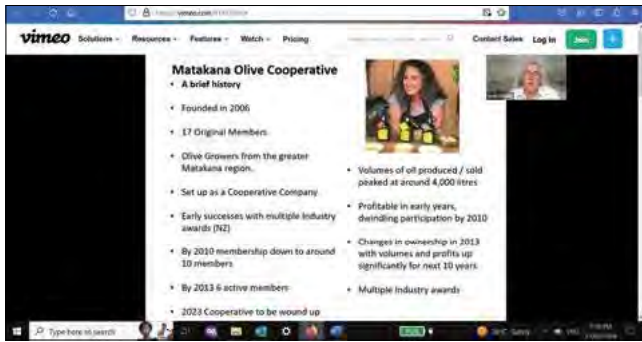 vimeo.com
vimeo Solutions Resources Features Watch Pricing Contact Sales Log in Join
Matakana Olive Cooperative
• A brief history
• Founded in 2006
• 17 Original Members
• Olive Growers from the greater
Matakana region.
• Set up as a Cooperative Company
• Early successes with multiple Industry
awards (NZ)
• By 2010 membership down to around
10 members
• By 2013 6 active members
• 2023 Cooperative to be wound up
• Volumes of oil produced / sold
peaked at around 4,000 litres
• Profitable in early years,
dwindling participation by 2010
• Changes in ownership in 2013
with volumes and profits up
significantly for next 10 years
• Multiple Industry awards
Type here to search